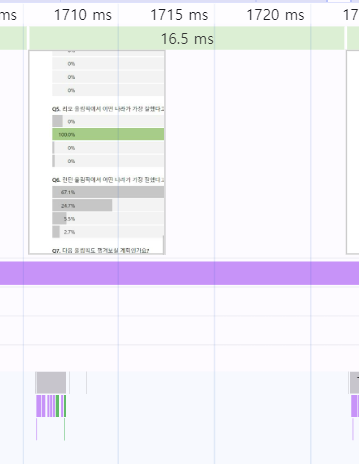 ms 1710 ms 1715 ms 1720 ms 17
16.5 ms
0%
0%
0%
0%
Q5. 리우 올림픽에서 어떤 나라가 가장 잘했다고
0%
100.0%
0%
0%
Q6. 런던 올림픽에서 어떤 나라가 가장 잘했다고
67.1%
24.7%
5.5%
2.7%
Q7. 다음 올림픽도 챙겨보실 계획인가요?